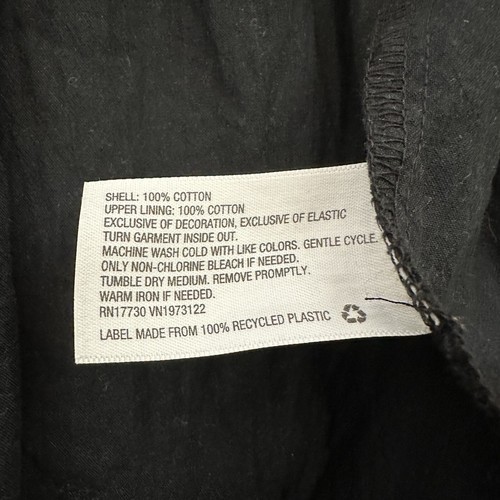 SHELL: 100% COTTON
UPPER LINING: 100% COTTON
EXCLUSIVE OF DECORATION, EXCLUSIVE OF ELASTIC
TURN GARMENT INSIDE OUT.
MACHINE WASH COLD WITH LIKE COLORS. GENTLE CYCLE.
ONLY NON-CHLORINE BLEACH IF NEEDED.
TUMBLE DRY MEDIUM. REMOVE PROMPTLY.
WARM IRON IF NEEDED.
RN17730 VN1973122
LABEL MADE FROM 100% RECYCLED PLASTIC